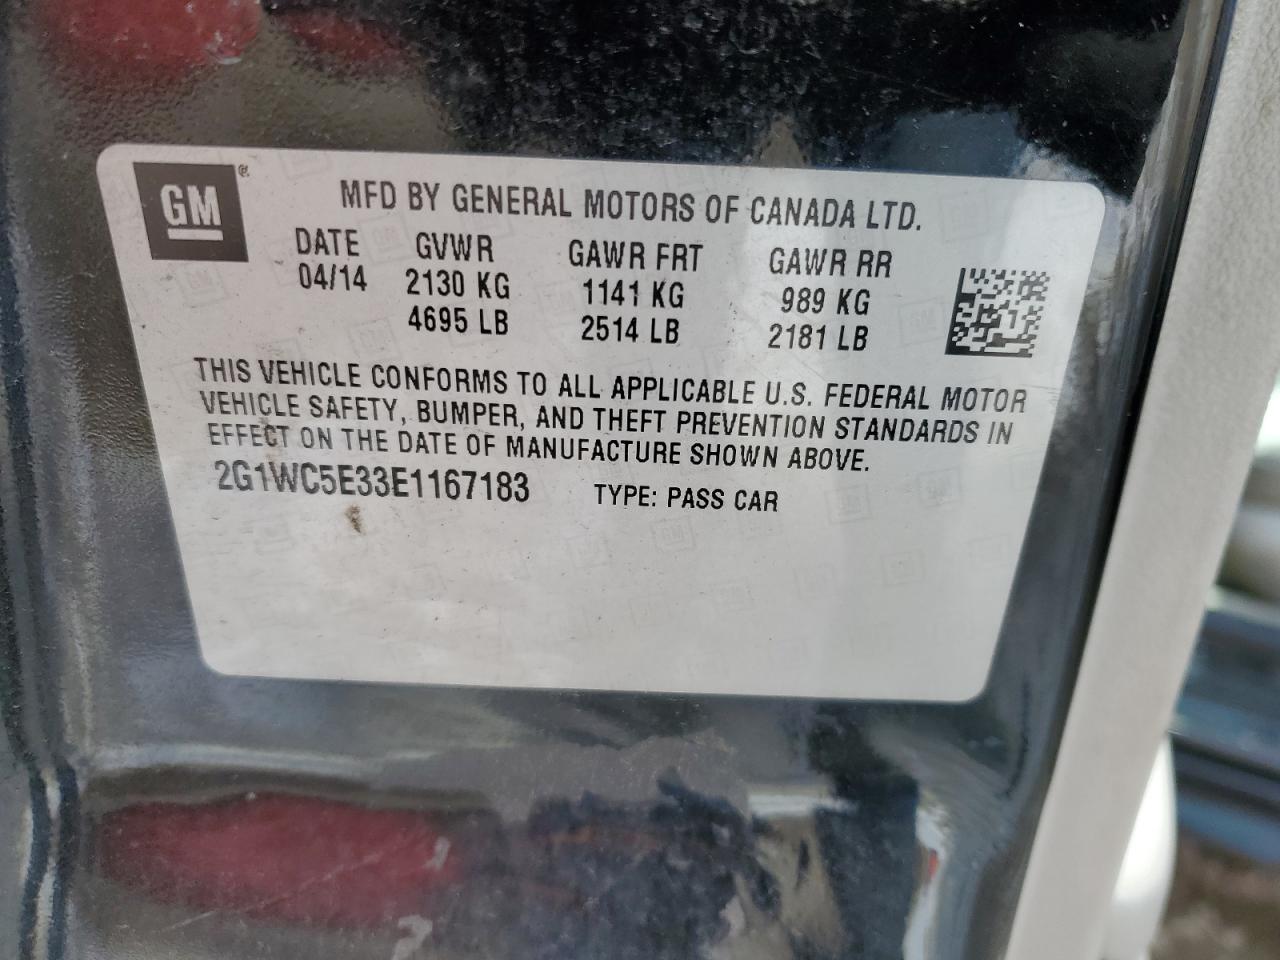 GM®
MFD BY GENERAL MOTORS OF CANADA LTD.
DATE GVWR GAWR FRT GAWR RR
04/14 2130 KG 1141 KG 989 KG
4695 LB 2514 LB 2181 LB
THIS VEHICLE CONFORMS TO ALL APPLICABLE U.S. FEDERAL MOTOR
VEHICLE SAFETY, BUMPER, AND THEFT PREVENTION STANDARDS IN
EFFECT ON THE DATE OF MANUFACTURE SHOWN ABOVE.
2G1WC5E33E1167183 TYPE: PASS CAR